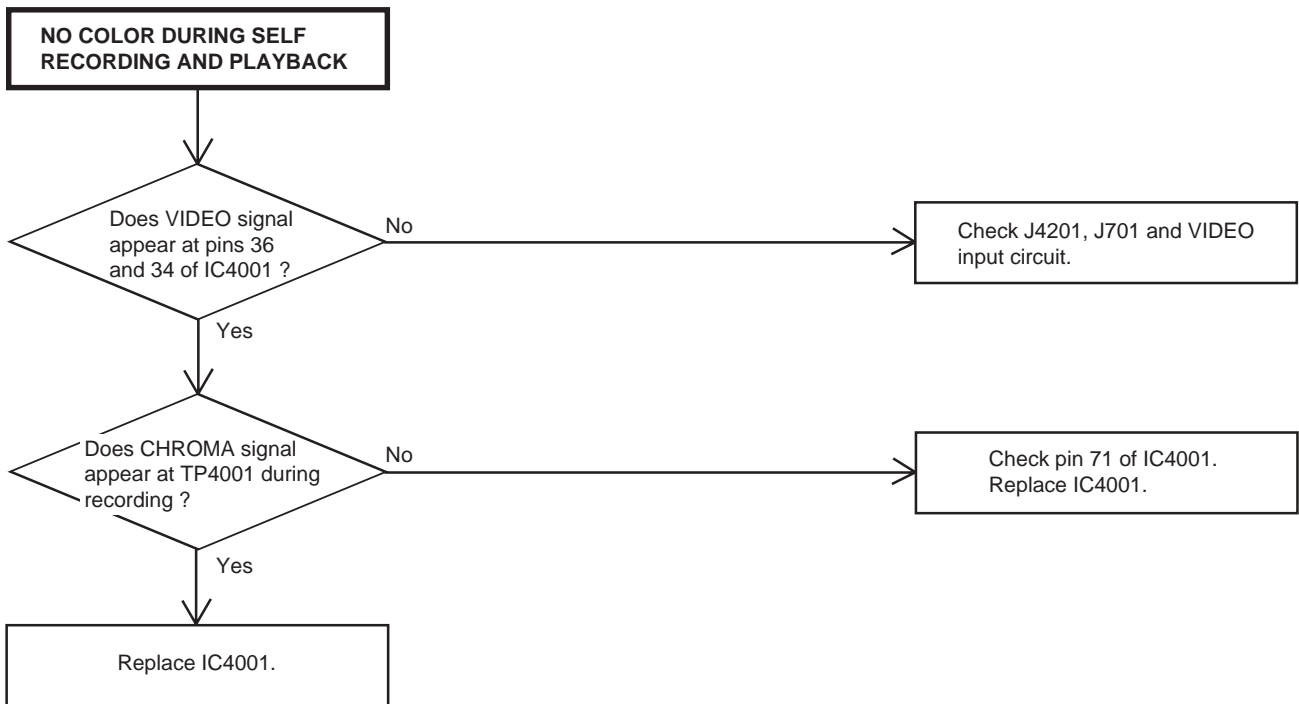 NO COLOR DURING SELF
RECORDING AND PLAYBACK
Does VIDEO signal
appear at pins 36
and 34 of IC4001 ?
No
Check J4201, J701 and VIDEO
input circuit.
Yes
Does CHROMA signal
appear at TP4001 during
recording ?
No
Check pin 71 of IC4001.
Replace IC4001.
Yes
Replace IC4001.